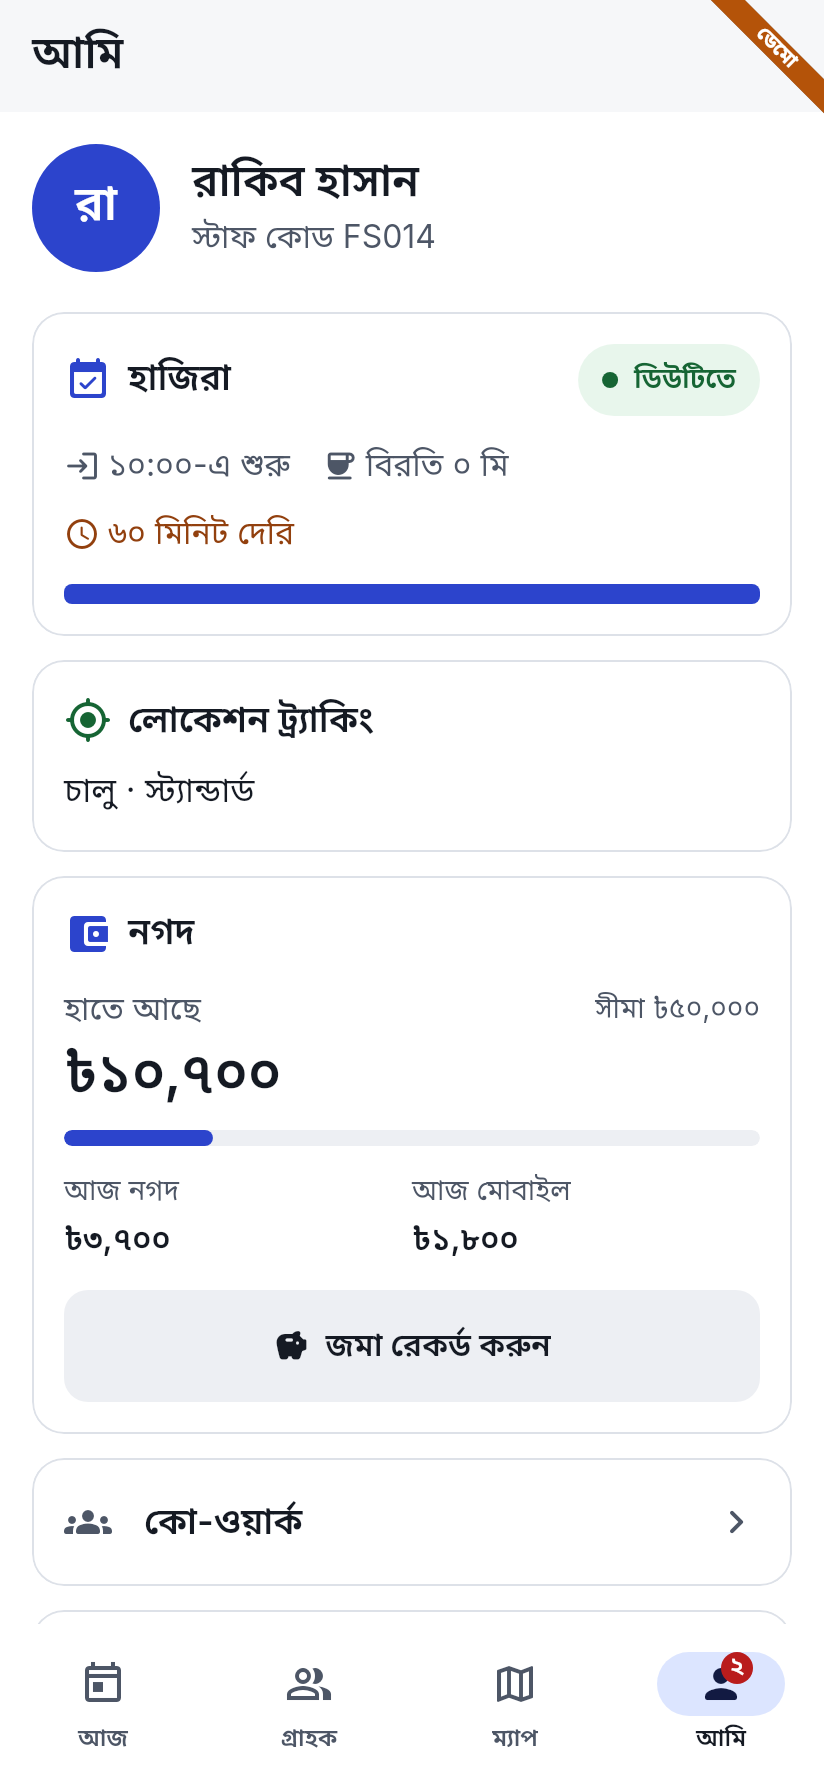 আমি
ডেমো
রা
রাকিব হাসান
স্টাফ কোড FS014
হাজিরা
ডিউটিতে
১০:০০-এ শুরু
বিরতি ০ মি
৬০ মিনিট দেরি
লোকেশন ট্র্যাকিং
চালু · স্ট্যান্ডার্ড
নগদ
হাতে আছে
সীমা ৳৫০,০০০
৳১০,৭০০
আজ নগদ
আজ মোবাইল
৳৩,৭০০
৳১,৮০০
জমা রেকর্ড করুন
কো-ওয়ার্ক
২
আজ
গ্রাহক
ম্যাপ
আমি